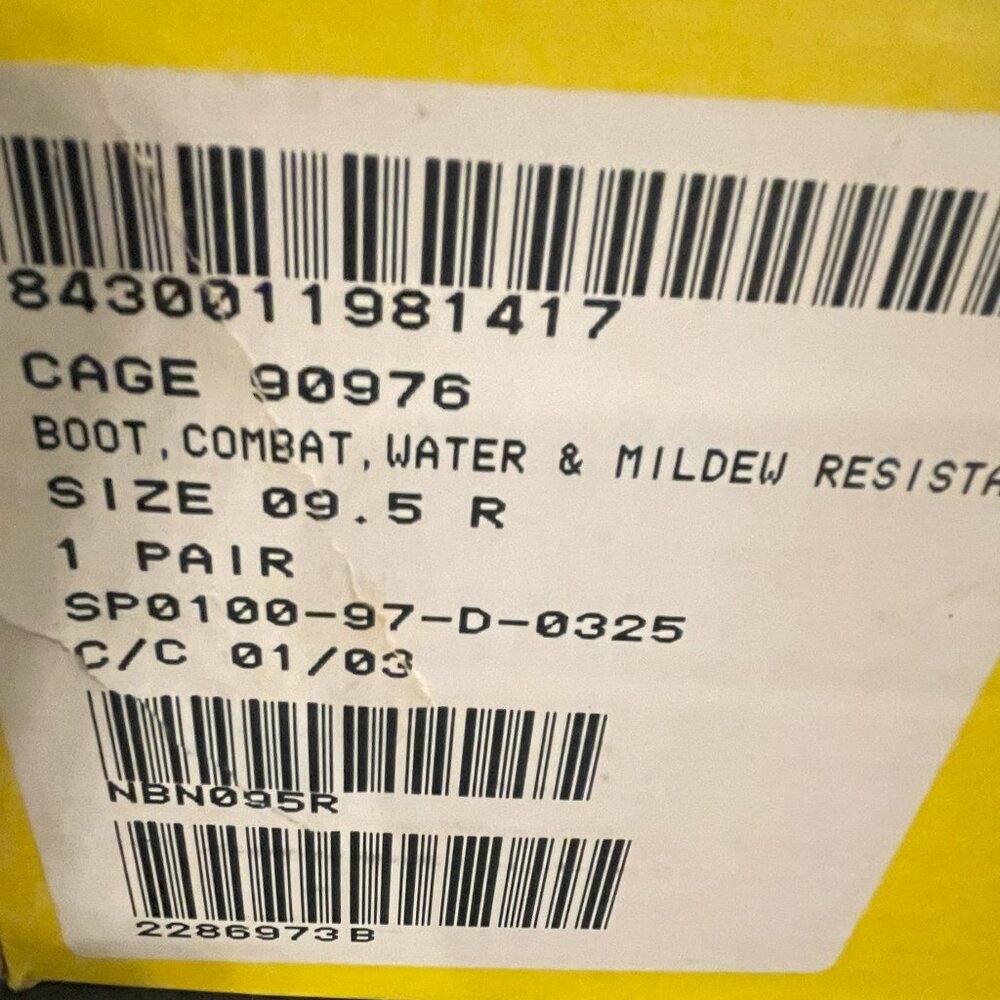 8430011981417
CAGE 90976
BOOT,COMBAT,WATER & MILDEW RESISTA
SIZE 09.5 R
1 PAIR
SP0100-97-D-0325
C/C 01/03
NBN095R
2286973B